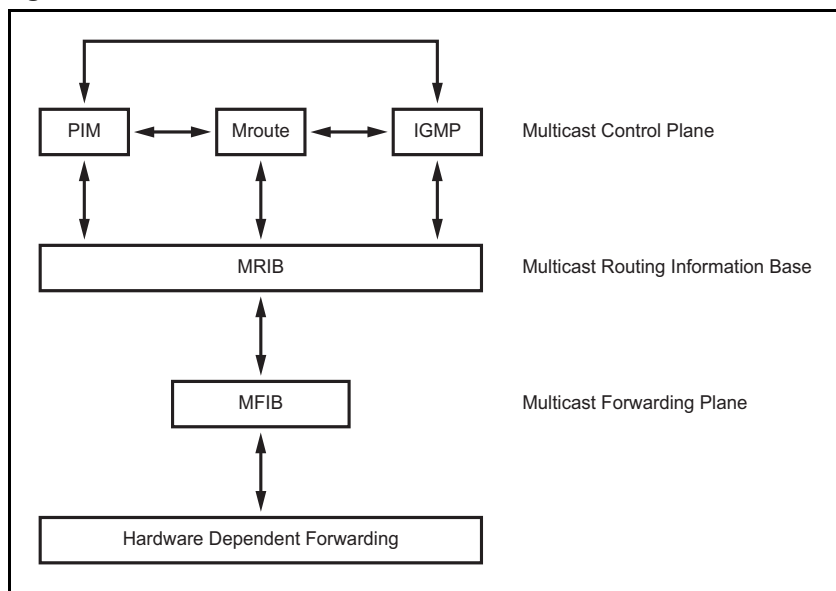 PIM Mroute IGMP Multicast Control Plane
MRIB Multicast Routing Information Base
MFIB Multicast Forwarding Plane
Hardware Dependent Forwarding